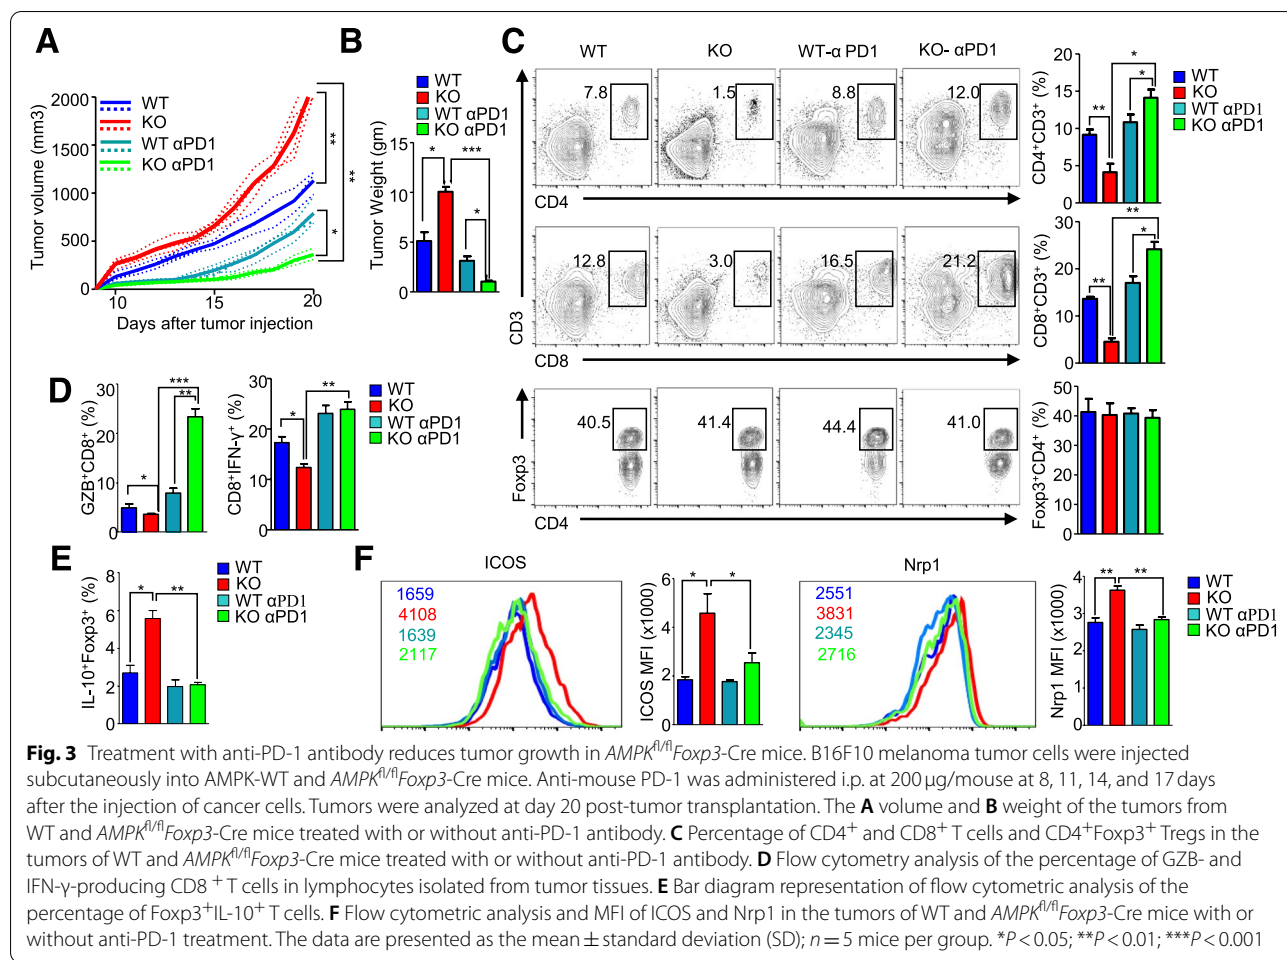 A
Tumor volume (mm3)
2000
1500
1000
500
0
10
15
20
Days after tumor injection
WT
KO
WT αPD1
KO αPD1
**
**
*
B
WT
KO
WT αPD1
KO αPD1
Tumor Weight (gm)
15
10
5
0
*
***
*
C
WT
KO
WT-α PD1
KO- αPD1
7.8
1.5
8.8
12.0
CD4
12.8
3.0
16.5
21.2
CD3
CD8
40.5
41.4
44.4
41.0
Foxp3
CD4
CD4⁺CD3⁺ (%)
20
15
10
5
0
**
*
*
WT
KO
WT αPD1
KO αPD1
CD8⁺CD3⁺ (%)
30
20
10
0
**
**
*
Foxp3⁺CD4⁺ (%)
50
40
30
20
10
0
D
GZB⁺CD8⁺ (%)
30
20
10
0
*
***
**
CD8⁺IFN-γ⁺ (%)
30
20
10
0
*
**
WT
KO
WT αPD1
KO αPD1
E
IL-10⁺Foxp3⁺ (%)
8
6
4
2
0
*
**
WT
KO
WT αPD1
KO αPD1
F
ICOS
1659
4108
1639
2117
ICOS MFI (x1000)
8
6
4
2
0
*
*
Nrp1
2551
3831
2345
2716
Nrp1 MFI (x1000)
4
3
2
1
0
**
**
WT
KO
WT αPD1
KO αPD1
Fig. 3 Treatment with anti-PD-1 antibody reduces tumor growth in AMPKfl/flFoxp3-Cre mice. B16F10 melanoma tumor cells were injected
subcutaneously into AMPK-WT and AMPKfl/flFoxp3-Cre mice. Anti-mouse PD-1 was administered i.p. at 200 µg/mouse at 8, 11, 14, and 17 days
after the injection of cancer cells. Tumors were analyzed at day 20 post-tumor transplantation. The A volume and B weight of the tumors from
WT and AMPKfl/flFoxp3-Cre mice treated with or without anti-PD-1 antibody. C Percentage of CD4⁺ and CD8⁺ T cells and CD4⁺Foxp3⁺ Tregs in the
tumors of WT and AMPKfl/flFoxp3-Cre mice treated with or without anti-PD-1 antibody. D Flow cytometry analysis of the percentage of GZB- and
IFN-γ-producing CD8 ⁺ T cells in lymphocytes isolated from tumor tissues. E Bar diagram representation of flow cytometric analysis of the
percentage of Foxp3⁺IL-10⁺ T cells. F Flow cytometric analysis and MFI of ICOS and Nrp1 in the tumors of WT and AMPKfl/flFoxp3-Cre mice with or
without anti-PD-1 treatment. The data are presented as the mean ± standard deviation (SD); n = 5 mice per group. *P < 0.05; **P < 0.01; ***P < 0.001